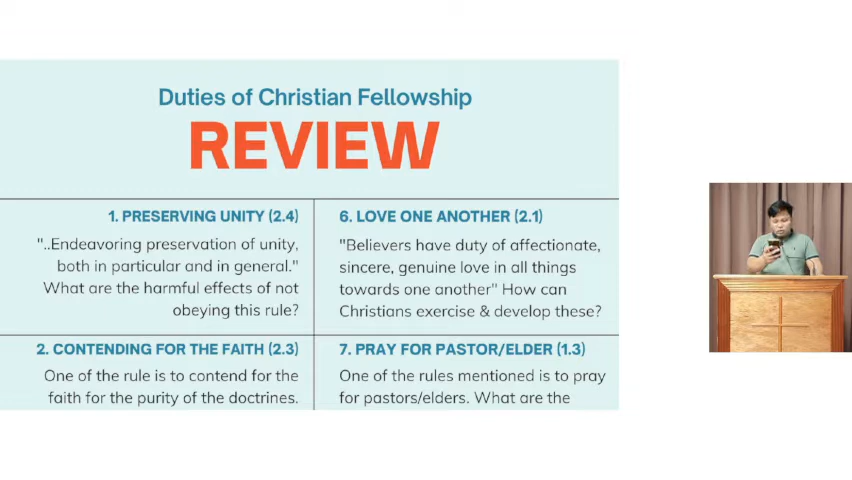 Duties of Christian Fellowship
REVIEW
1. PRESERVING UNITY (2.4)
"..Endeavoring preservation of unity,
both in particular and in general."
What are the harmful effects of not
obeying this rule?
6. LOVE ONE ANOTHER (2.1)
"Believers have duty of affectionate,
sincere, genuine love in all things
towards one another" How can
Christians exercise & develop these?
2. CONTENDING FOR THE FAITH (2.3)
One of the rule is to contend for the
faith for the purity of the doctrines.
7. PRAY FOR PASTOR/ELDER (1.3)
One of the rules mentioned is to pray
for pastors/elders. What are the